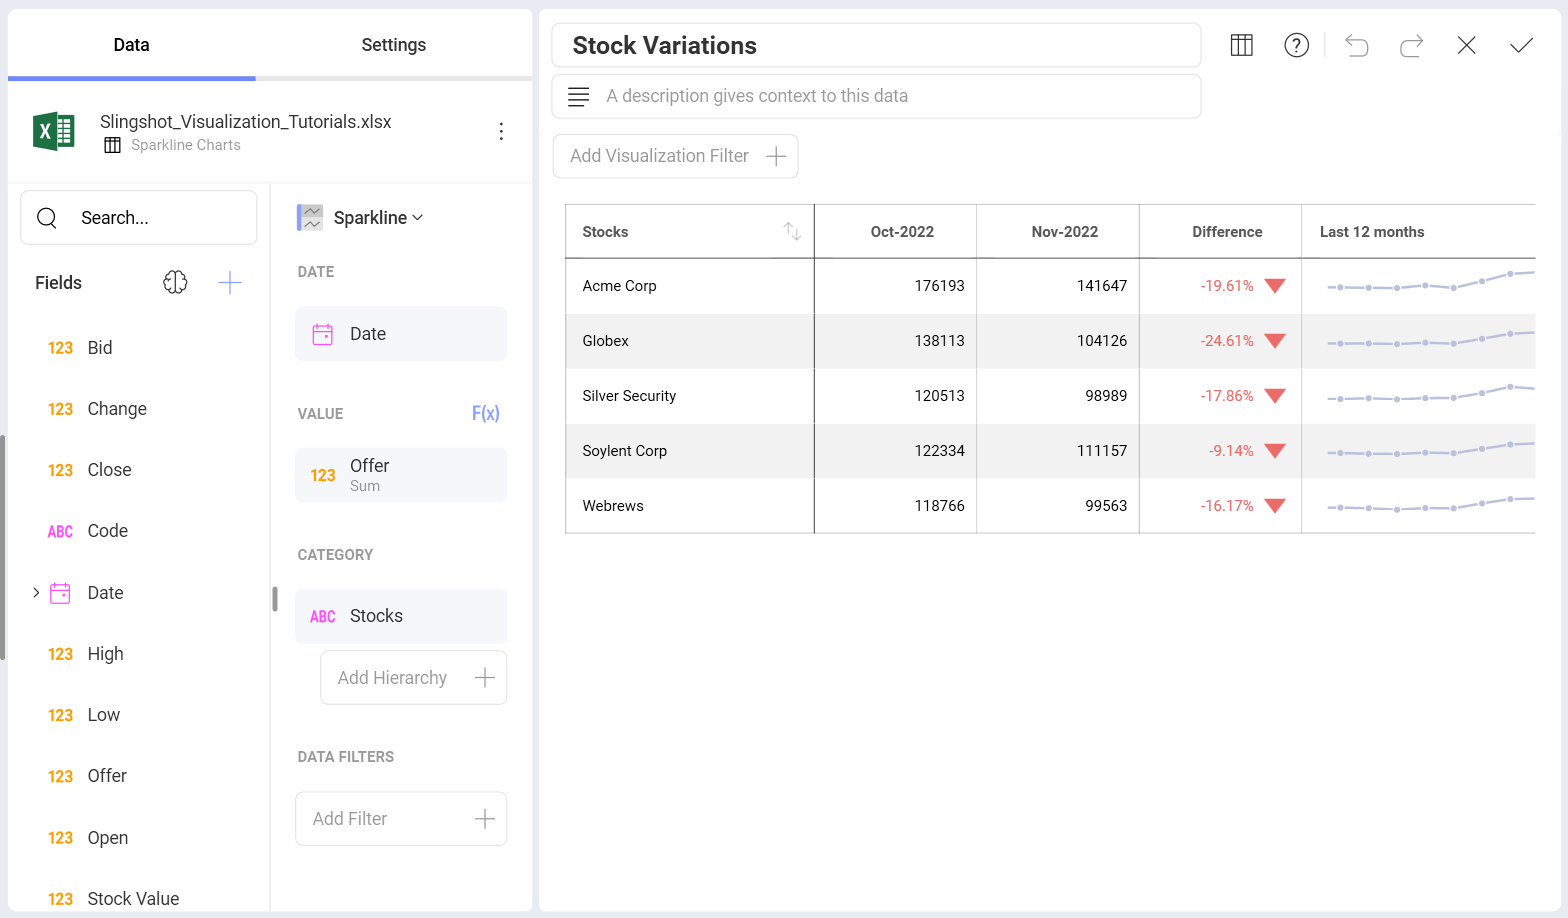 Data
Settings
Slingshot_Visualization_Tutorials.xlsx
Sparkline Charts
Search...
Fields
123 Bid
123 Change
123 Close
ABC Code
Date
123 High
123 Low
123 Offer
123 Open
123 Stock Value
Sparkline
DATE
Date
VALUE F(x)
123 Offer
Sum
CATEGORY
ABC Stocks
Add Hierarchy
DATA FILTERS
Add Filter
Stock Variations
A description gives context to this data
Add Visualization Filter
Stocks Oct-2022 Nov-2022 Difference Last 12 months
Acme Corp 176193 141647 -19.61%
Globex 138113 104126 -24.61%
Silver Security 120513 98989 -17.86%
Soylent Corp 122334 111157 -9.14%
Webrews 118766 99563 -16.17%